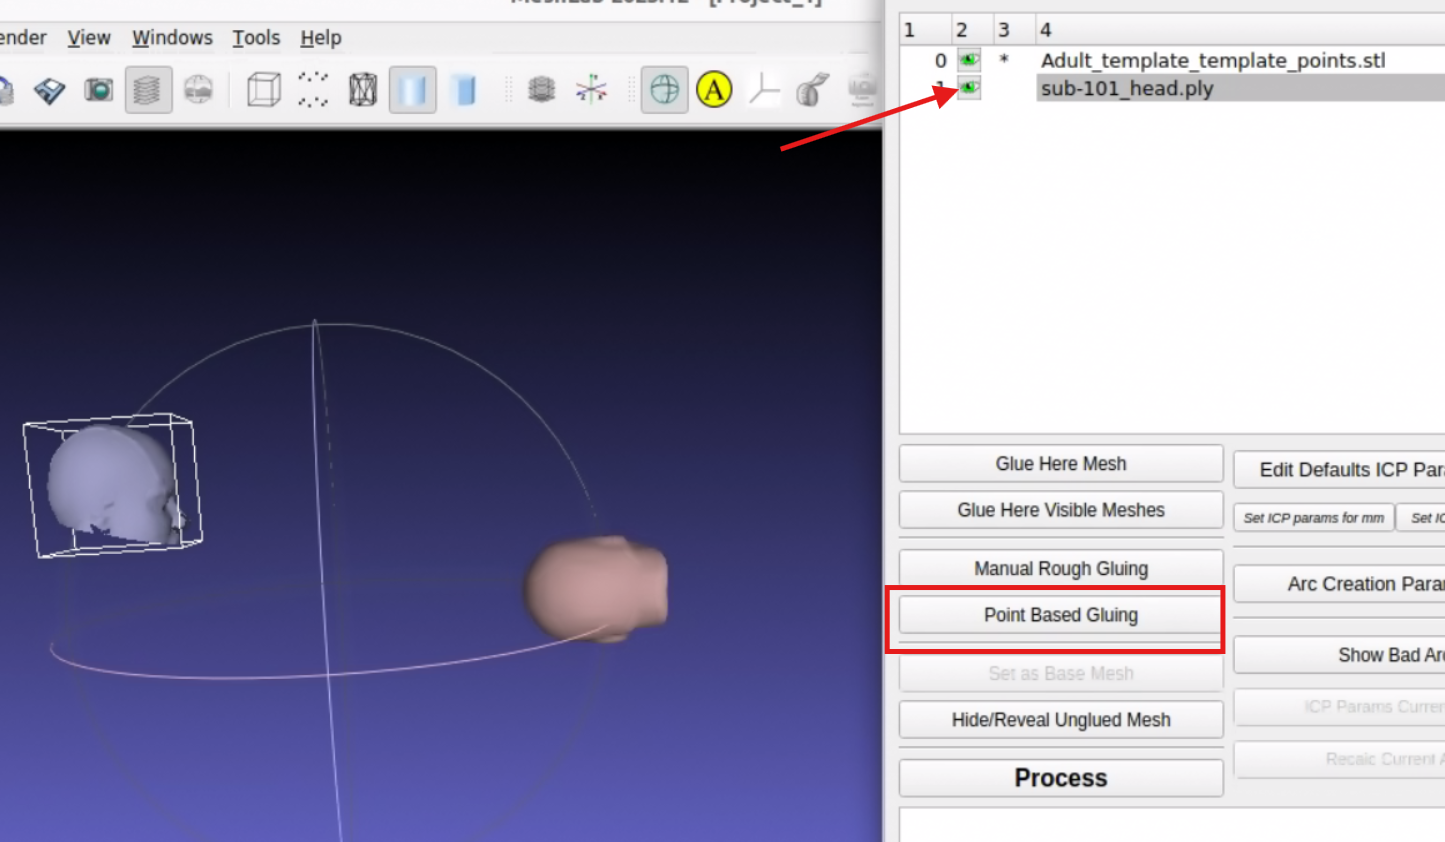 ender View Windows Tools Help
A
1 2 3 4
0 * Adult_template_template_points.stl
1 sub-101_head.ply
Glue Here Mesh
Edit Defaults ICP Par
Glue Here Visible Meshes
Set ICP params for mm Set IC
Manual Rough Gluing
Arc Creation Para
Point Based Gluing
Show Bad Ar
Set as Base Mesh
ICP Params Curre
Hide/Reveal Unglued Mesh
Recalc Current A
Process